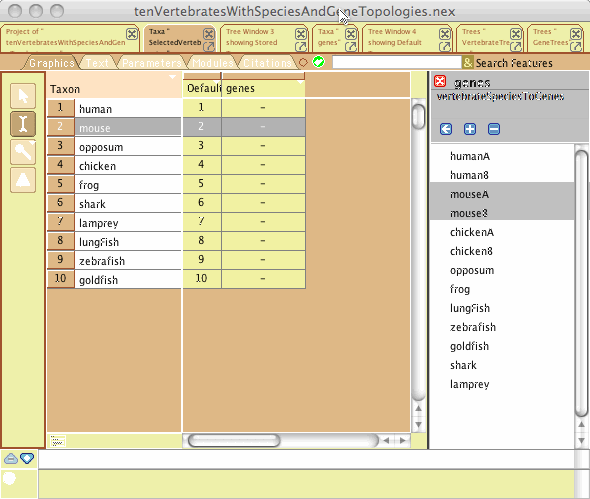 tenVertebratesWithSpeciesAndGeneTopologies.nex
Project of "
tenVertebratesWithSpeciesAndGen
Taxa "
SelectedVerteb
Tree Window 3
showing Stored
Taxa "
genes"
Tree Window 4
showing Default
Trees "
VertebrateTre
Trees "
GeneTrees
Graphics Text Parameters Modules Citations & Search Features
Taxon Defaul genes
1 human 1 -
2 mouse 2 -
3 opposum 3 -
4 chicken 4 -
5 frog 5 -
6 shark 6 -
7 lamprey 7 -
8 lungfish 8 -
9 zebrafish 9 -
10 goldfish 10 -
genes
vertebrateSpeciesToGenes
humanA
humanB
mouseA
mouseB
chickenA
chickenB
opposum
frog
lungfish
zebrafish
goldfish
shark
lamprey